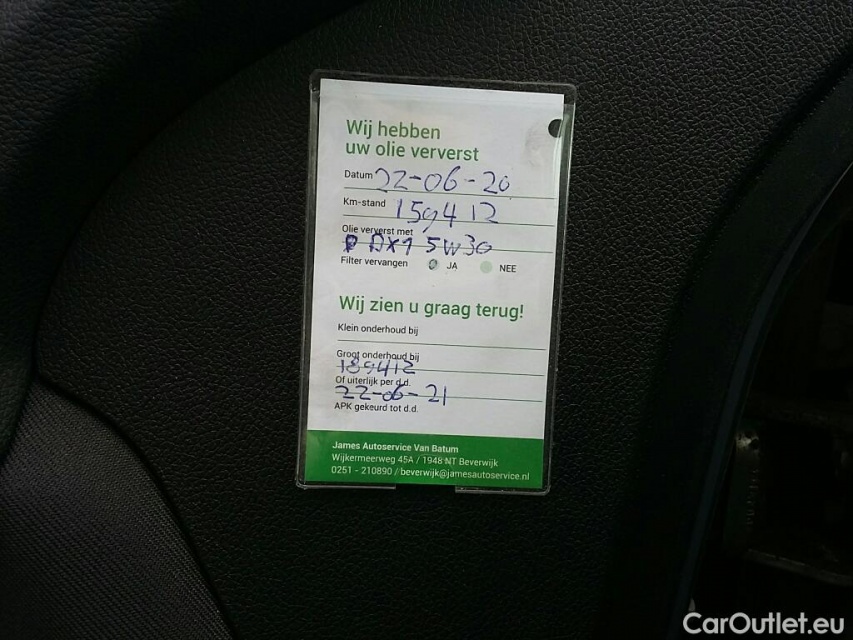 Wij hebben
uw olie ververst
Datum 22-06-20
Km-stand 159412
Olie ververst met
DX1 5W30
Filter vervangen JA NEE
Wij zien u graag terug!
Klein onderhoud bij
Groot onderhoud bij
189412
Of uiterlijk per d.d.
22-06-21
APK gekeurd tot d.d.
James Autoservice Van Batum
Wijkermeerweg 45A / 1948 NT Beverwijk
0251 - 210890 / beverwijk@jamesautoservice.nl
CarOutlet.eu